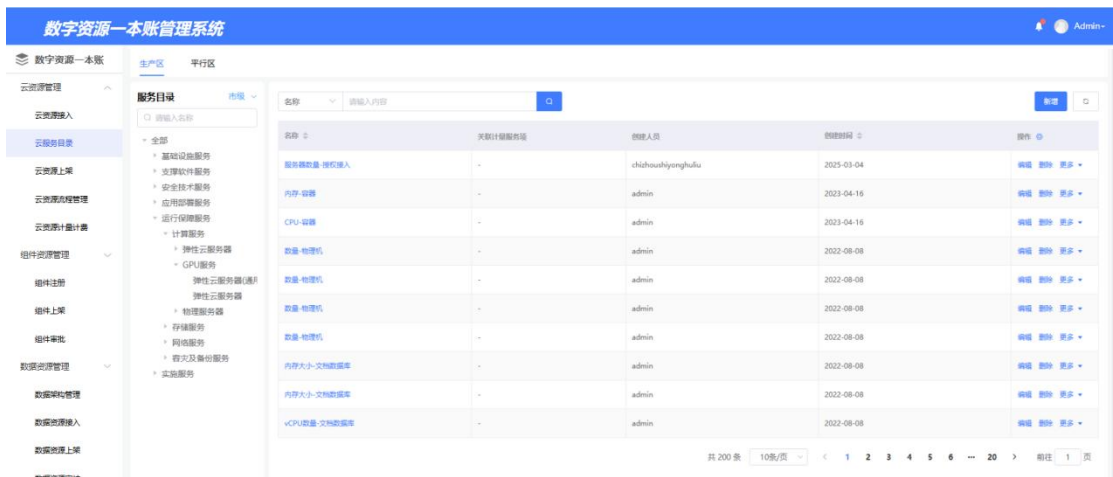 数字资源一本账管理系统
Admin
数字资源一本账
云资源管理
云资源接入
云服务目录
云资源上架
云资源流程管理
云资源计量计费
组件资源管理
组件注册
组件上架
组件审批
数据资源管理
数据架构管理
数据资源接入
数据资源上架
生产区 平行区
服务目录 市级
请输入名称
全部
基础设施服务
支撑软件服务
安全技术服务
应用部署服务
运行保障服务
计算服务
弹性云服务器
GPU服务
弹性云服务器(通用
弹性云服务器
物理服务器
存储服务
网络服务
容灾及备份服务
实施服务
名称 请输入内容 新增
名称 关联计量服务项 创建人员 创建时间 操作
服务器数量-授权接入 - chizhoushiyonghuliu 2025-03-04 编辑 删除 更多
内存-容器 - admin 2023-04-16 编辑 删除 更多
CPU-容器 - admin 2023-04-16 编辑 删除 更多
数量-物理机 - admin 2022-08-08 编辑 删除 更多
数量-物理机 - admin 2022-08-08 编辑 删除 更多
数量-物理机 - admin 2022-08-08 编辑 删除 更多
内存大小-文档数据库 - admin 2022-08-08 编辑 删除 更多
内存大小-文档数据库 - admin 2022-08-08 编辑 删除 更多
vCPU数量-文档数据库 - admin 2022-08-08 编辑 删除 更多
共 200 条 10条/页 < 1 2 3 4 5 6 ··· 20 > 前往 1 页